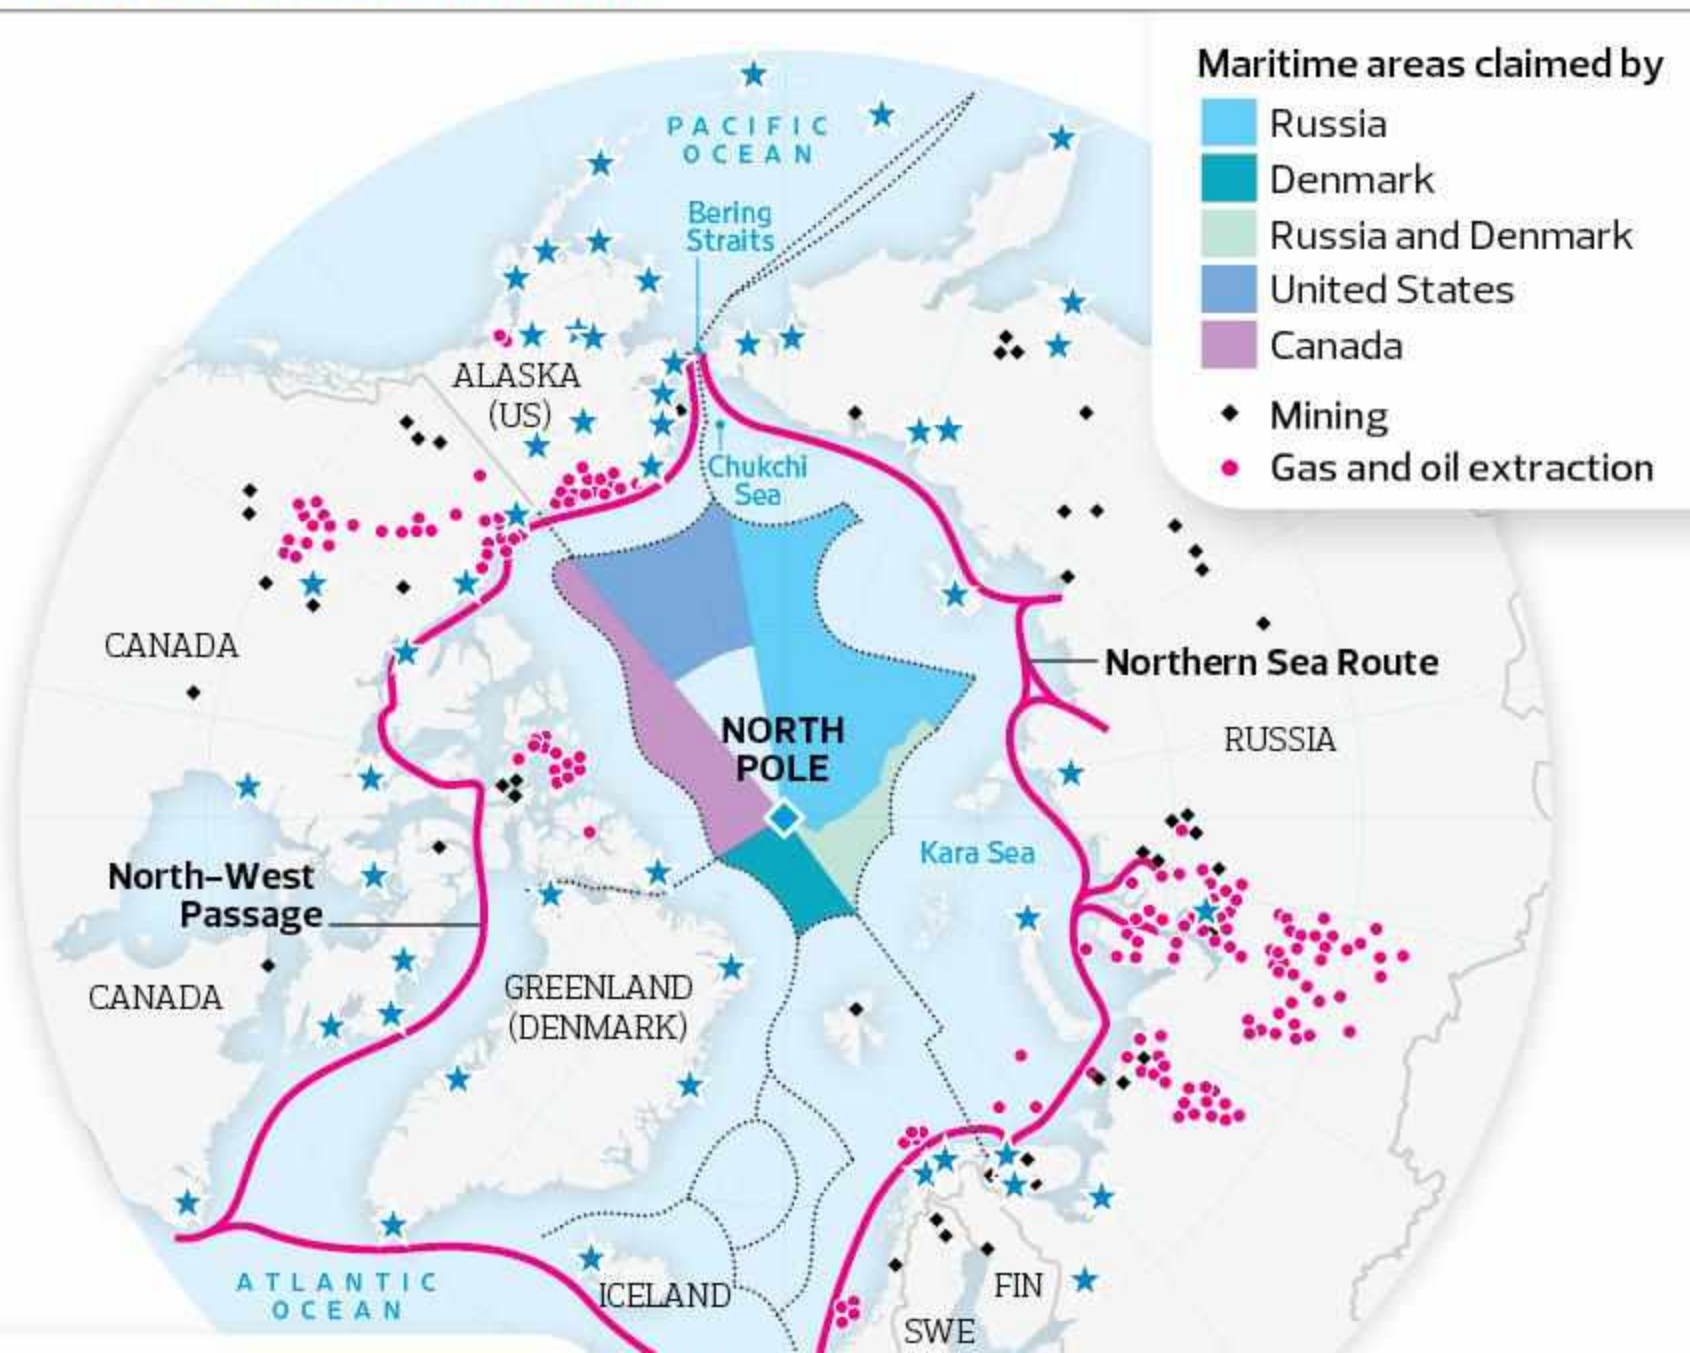 Maritime areas claimed by
Russia
Denmark
Russia and Denmark
United States
Canada
Mining
Gas and oil extraction
PACIFIC
OCEAN
Bering
Straits
ALASKA
(US)
Chukchi
Sea
CANADA
Northern Sea Route
RUSSIA
NORTH
POLE
Kara Sea
North–West
Passage
CANADA
GREENLAND
(DENMARK)
ATLANTIC
OCEAN
ICELAND
FIN
SWE